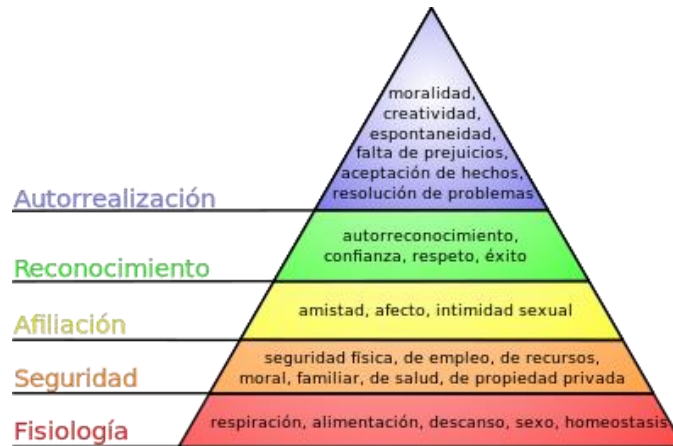 moralidad,
creatividad,
espontaneidad,
falta de prejuicios,
aceptación de hechos,
resolución de problemas
Autorrealización
autorreconocimiento,
confianza, respeto, éxito
Reconocimiento
amistad, afecto, intimidad sexual
Afiliación
seguridad física, de empleo, de recursos,
moral, familiar, de salud, de propiedad privada
Seguridad
respiración, alimentación, descanso, sexo, homeostasis
Fisiología